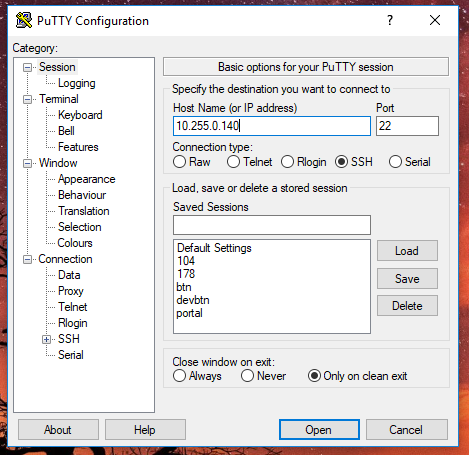 PuTTY Configuration
?
Category:
Session
Logging
Terminal
Keyboard
Bell
Features
Window
Appearance
Behaviour
Translation
Selection
Colours
Connection
Data
Proxy
Telnet
Rlogin
SSH
Serial
Basic options for your PuTTY session
Specify the destination you want to connect to
Host Name (or IP address) Port
10.255.0.140 22
Connection type:
Raw Telnet Rlogin SSH Serial
Load, save or delete a stored session
Saved Sessions
Default Settings
104
178
btn
devbtn
portal
Load
Save
Delete
Close window on exit:
Always Never Only on clean exit
About Help Open Cancel